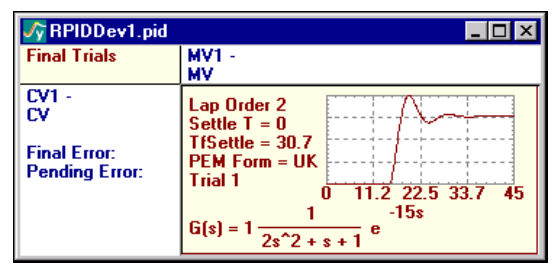 RPIDDev1.pid
Final Trials
MV1 -
MV
CV1 -
CV
Final Error:
Pending Error:
Lap Order 2
Settle T = 0
TfSettle = 30.7
PEM Form = UK
Trial 1
0 11.2 22.5 33.7 45
1 -15s
G(s) = 1 e
2s^2 + s + 1